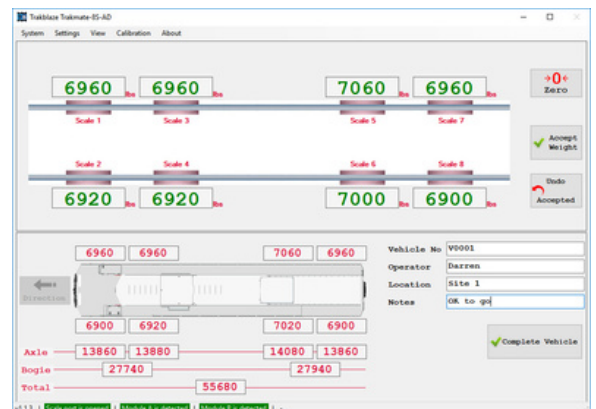 Trakblaze Trakmate-8S-AD
System Settings View Calibration About
6960 lbs 6960 lbs 7060 lbs 6960 lbs
→0←
Zero
Scale 1 Scale 3 Scale 5 Scale 7
Accept
Weight
Scale 2 Scale 4 Scale 6 Scale 8
6920 lbs 6920 lbs 7000 lbs 6900 lbs
Undo
Accepted
6960 6960 7060 6960
Vehicle No V0001
Operator Darren
Location Site 1
Notes OK to go
Direction
6900 6920 7020 6900
Complete Vehicle
Axle 13860 13880 14080 13860
Bogie 27740 27940
Total 55680